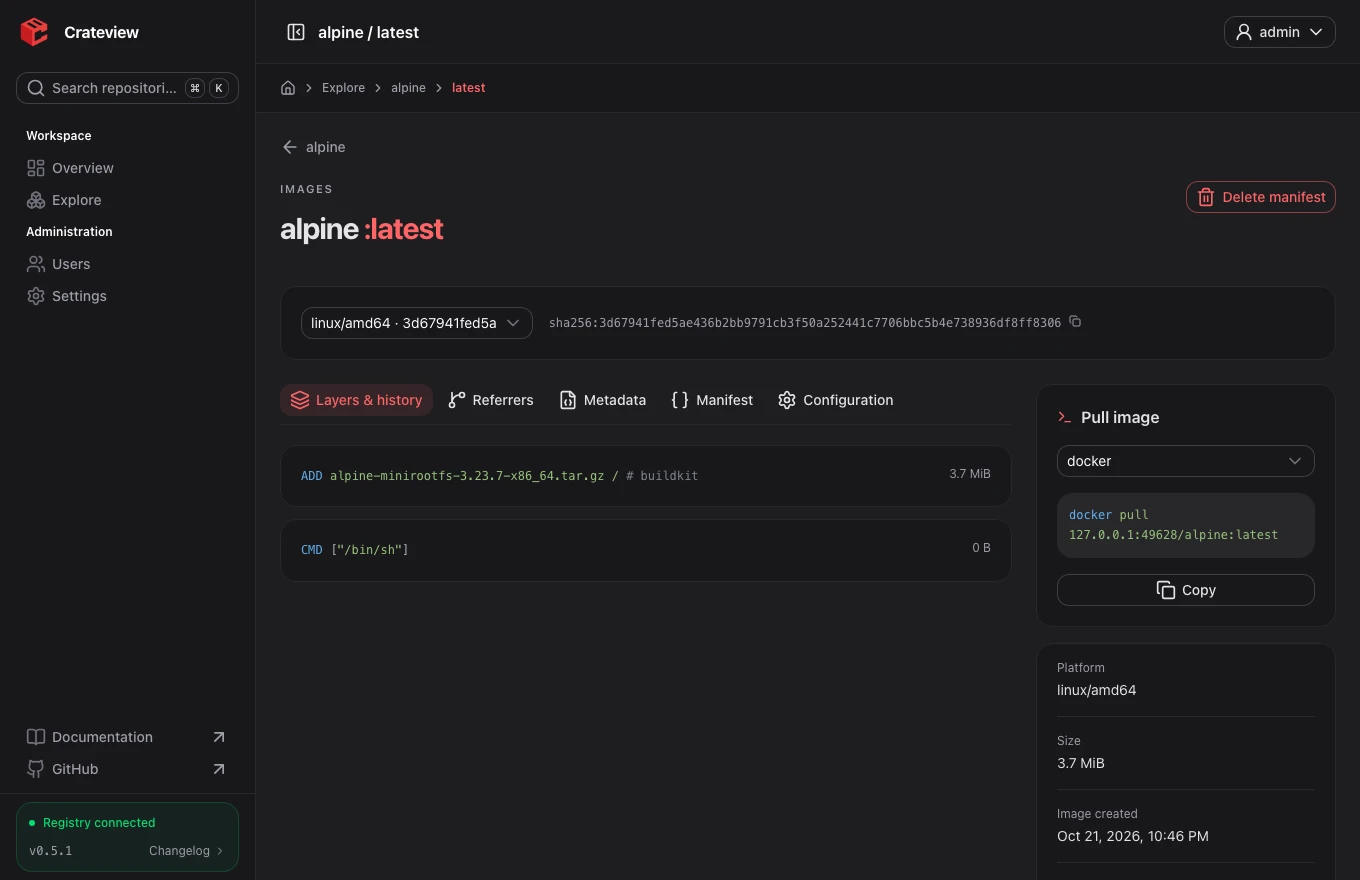 Crateview
Search repositori... ⌘ K
Workspace
Overview
Explore
Administration
Users
Settings
Documentation
GitHub
Registry connected
v0.5.1
Changelog
alpine / latest
admin
Explore
alpine
latest
alpine
IMAGES
alpine :latest
Delete manifest
linux/amd64 · 3d67941fed5a
sha256:3d67941fed5ae436b2bb9791cb3f50a252441c7706bbc5b4e738936df8ff8306
Layers & history
Referrers
Metadata
Manifest
Configuration
ADD alpine-minirootfs-3.23.7-x86_64.tar.gz / # buildkit
3.7 MiB
CMD ["/bin/sh"]
0 B
Pull image
docker
docker pull
127.0.0.1:49628/alpine:latest
Copy
Platform
linux/amd64
Size
3.7 MiB
Image created
Oct 21, 2026, 10:46 PM